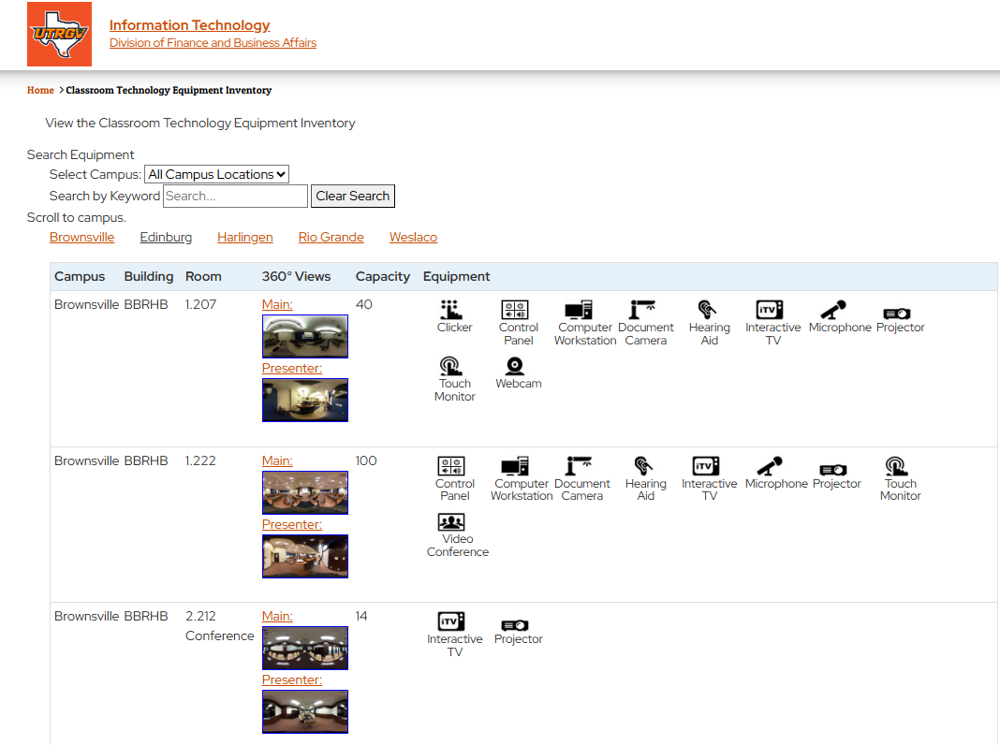 UTRGV
Information Technology
Division of Finance and Business Affairs
Home > Classroom Technology Equipment Inventory
View the Classroom Technology Equipment Inventory
Search Equipment
Select Campus: All Campus Locations
Search by Keyword Search... Clear Search
Scroll to campus.
Brownsville Edinburg Harlingen Rio Grande Weslaco
Campus Building Room 360° Views Capacity Equipment
Brownsville BBRHB 1.207 Main: 40
Clicker Control Panel Computer Workstation Document Camera Hearing Aid iTV Interactive TV Microphone Projector
Presenter:
Touch Monitor Webcam
Brownsville BBRHB 1.222 Main: 100
Control Panel Computer Workstation Document Camera Hearing Aid iTV Interactive TV Microphone Projector Touch Monitor
Presenter:
Video Conference
Brownsville BBRHB 2.212 Conference Main: 14
iTV Interactive TV Projector
Presenter: